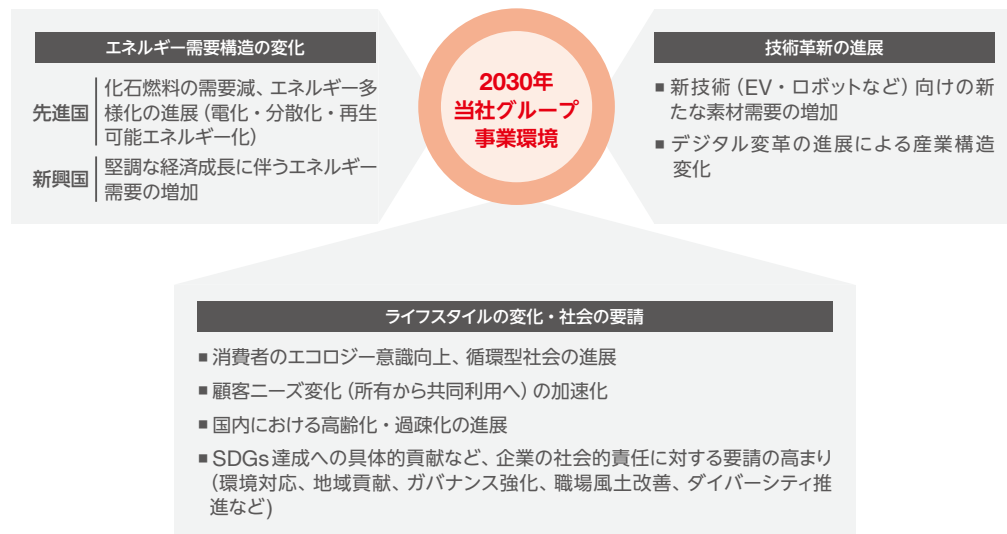 エネルギー需要構造の変化
先進国
化石燃料の需要減、エネルギー多
様化の進展（電化・分散化・再生
可能エネルギー化）
新興国
堅調な経済成長に伴うエネルギー
需要の増加
2030年
当社グループ
事業環境
技術革新の進展
■ 新技術（EV・ロボットなど）向けの新
たな素材需要の増加
■ デジタル変革の進展による産業構造
変化
ライフスタイルの変化・社会の要請
■ 消費者のエコロジー意識向上、循環型社会の進展
■ 顧客ニーズ変化（所有から共同利用へ）の加速化
■ 国内における高齢化・過疎化の進展
■ SDGs達成への具体的貢献など、企業の社会的責任に対する要請の高まり
（環境対応、地域貢献、ガバナンス強化、職場風土改善、ダイバーシティ推
進など)